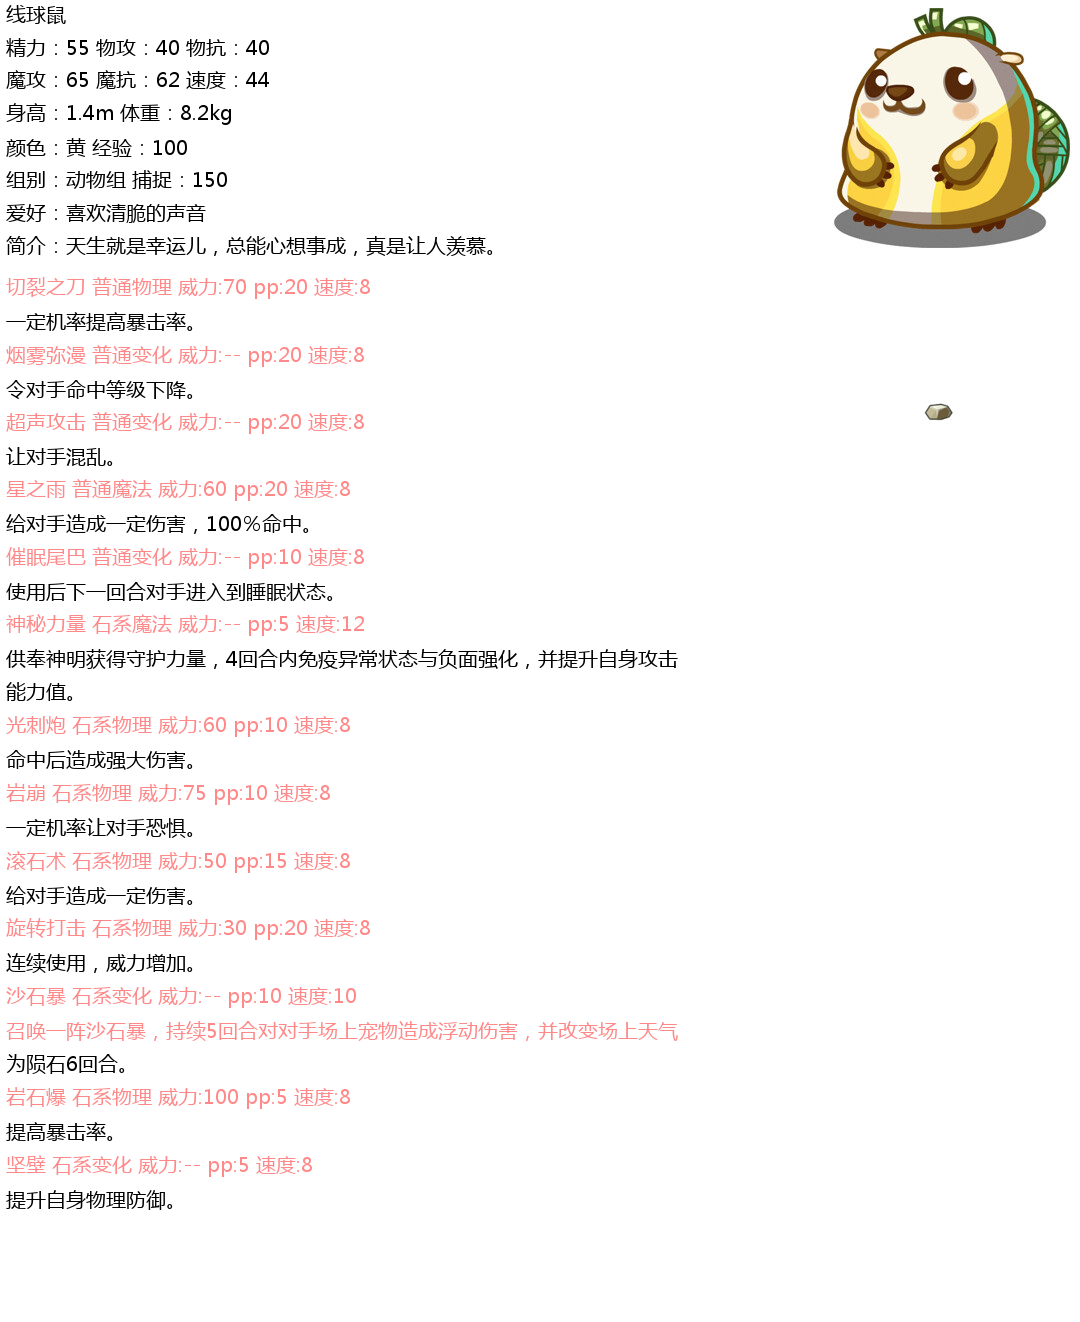 线球鼠
精力：55 物攻：40 物抗：40
魔攻：65 魔抗：62 速度：44
身高：1.4m 体重：8.2kg
颜色：黄 经验：100
组别：动物组 捕捉：150
爱好：喜欢清脆的声音
简介：天生就是幸运儿，总能心想事成，真是让人羡慕。
切裂之刀 普通物理 威力:70 pp:20 速度:8
一定机率提高暴击率。
烟雾弥漫 普通变化 威力:-- pp:20 速度:8
令对手命中等级下降。
超声攻击 普通变化 威力:-- pp:20 速度:8
让对手混乱。
星之雨 普通魔法 威力:60 pp:20 速度:8
给对手造成一定伤害，100%命中。
催眠尾巴 普通变化 威力:-- pp:10 速度:8
使用后下一回合对手进入到睡眠状态。
神秘力量 石系魔法 威力:-- pp:5 速度:12
供奉神明获得守护力量，4回合内免疫异常状态与负面强化，并提升自身攻击
能力值。
光刺炮 石系物理 威力:60 pp:10 速度:8
命中后造成强大伤害。
岩崩 石系物理 威力:75 pp:10 速度:8
一定机率让对手恐惧。
滚石术 石系物理 威力:50 pp:15 速度:8
给对手造成一定伤害。
旋转打击 石系物理 威力:30 pp:20 速度:8
连续使用，威力增加。
沙石暴 石系变化 威力:-- pp:10 速度:10
召唤一阵沙石暴，持续5回合对对手场上宠物造成浮动伤害，并改变场上天气
为陨石6回合。
岩石爆 石系物理 威力:100 pp:5 速度:8
提高暴击率。
坚壁 石系变化 威力:-- pp:5 速度:8
提升自身物理防御。